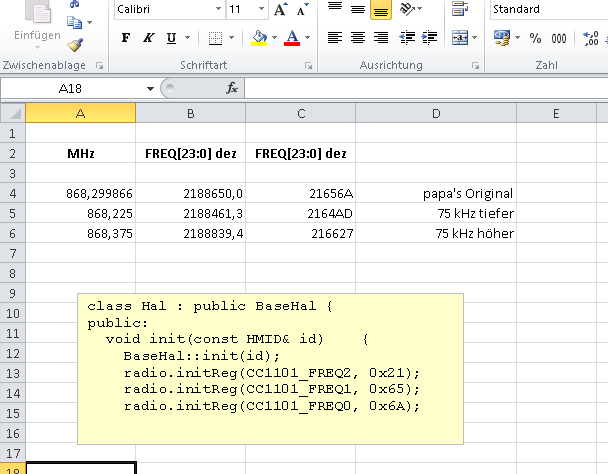 Calibri 11 A A Standard
Einfügen F K U A % 000
Zwischenablage Schriftart Ausrichtung Zahl
A18 fx
A B C D E
1
2 MHz FREQ[23:0] dez FREQ[23:0] dez
3
4 868,299866 2188650,0 21656A papa's Original
5 868,225 2188461,3 2164AD 75 kHz tiefer
6 868,375 2188839,4 216627 75 kHz höher
7
8
9
10 class Hal : public BaseHal {
11 public:
void init(const HMID& id) {
12 BaseHal::init(id);
13 radio.initReg(CC1101_FREQ2, 0x21);
14 radio.initReg(CC1101_FREQ1, 0x65);
15 radio.initReg(CC1101_FREQ0, 0x6A);
16
17
18